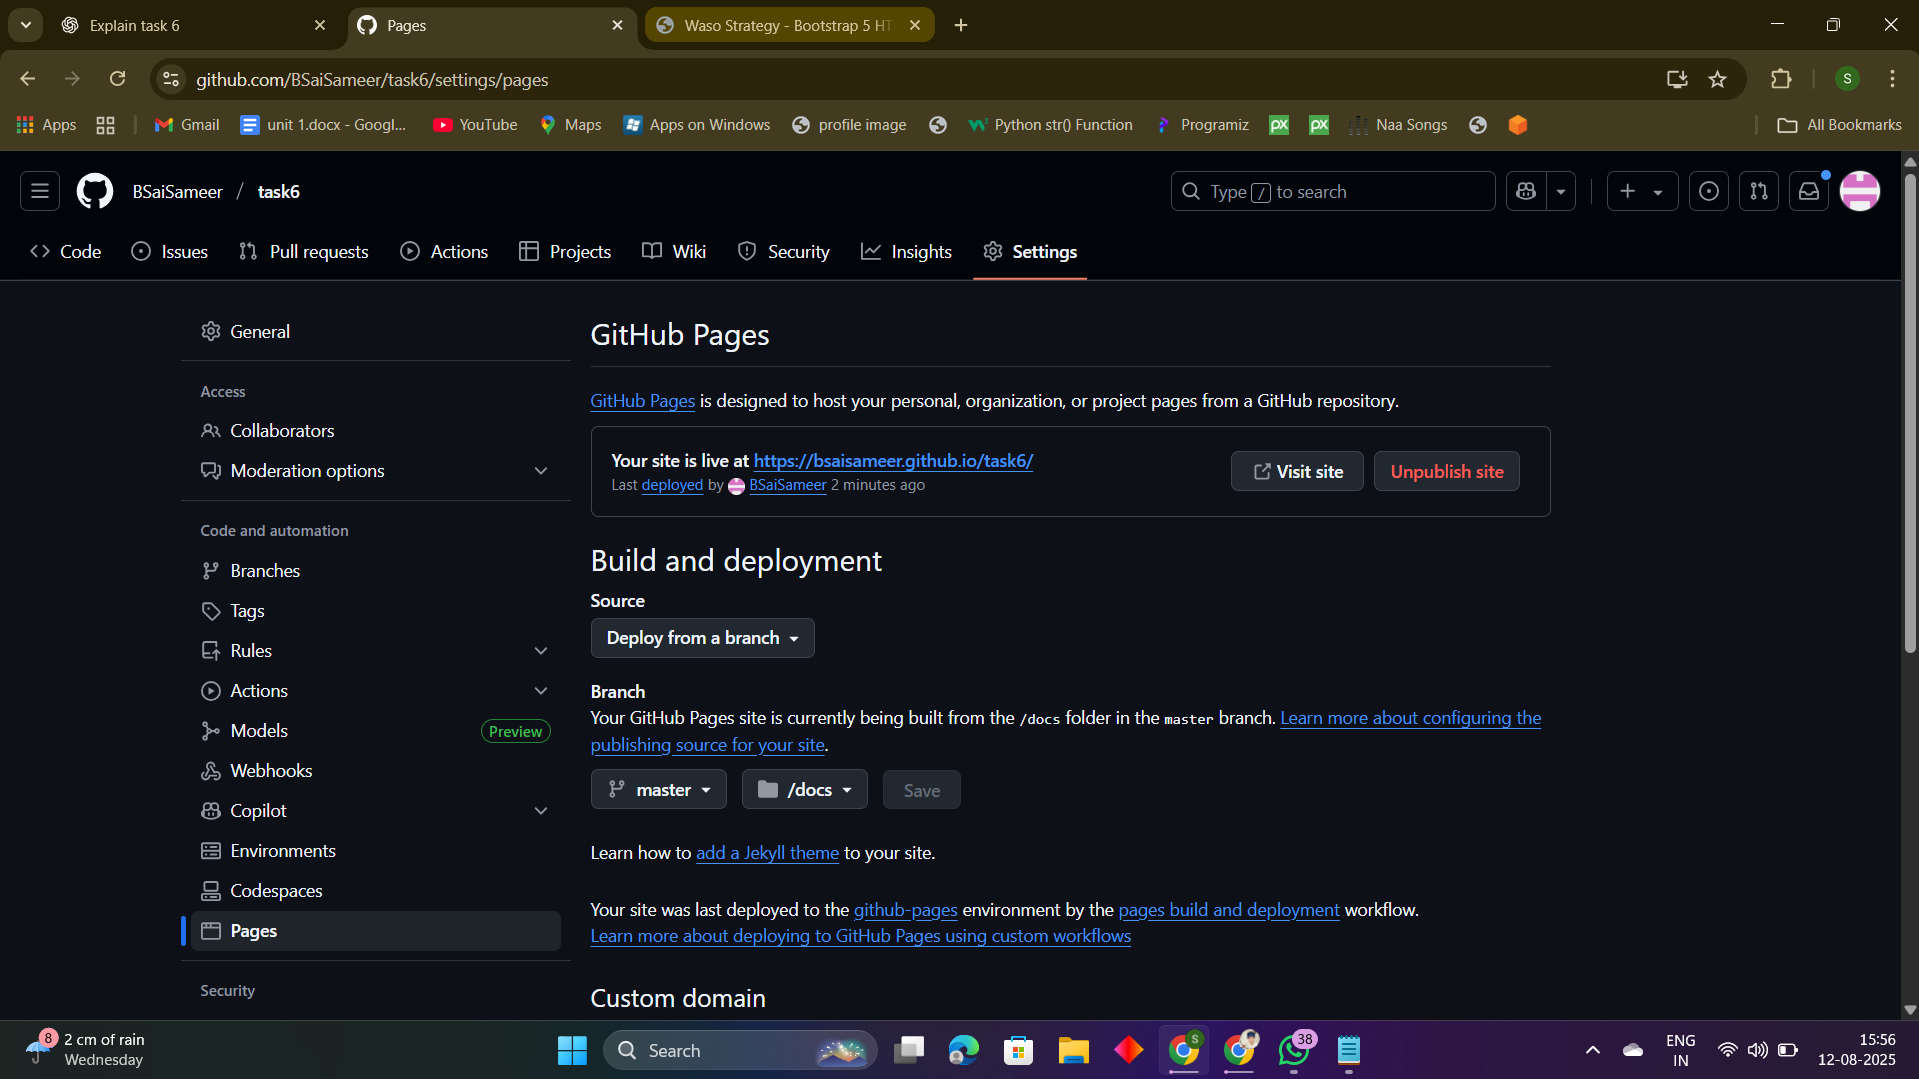 Explain task 6
Pages
Waso Strategy - Bootstrap 5 HT
github.com/BSaiSameer/task6/settings/pages
Apps
Gmail
unit 1.docx - Googl...
YouTube
Maps
Apps on Windows
profile image
Python str() Function
Programiz
Naa Songs
All Bookmarks
BSaiSameer / task6
Type / to search
Code
Issues
Pull requests
Actions
Projects
Wiki
Security
Insights
Settings
General
Access
Collaborators
Moderation options
Code and automation
Branches
Tags
Rules
Actions
Models Preview
Webhooks
Copilot
Environments
Codespaces
Pages
Security
GitHub Pages
GitHub Pages is designed to host your personal, organization, or project pages from a GitHub repository.
Your site is live at https://bsaisameer.github.io/task6/
Last deployed by BSaiSameer 2 minutes ago
Visit site
Unpublish site
Build and deployment
Source
Deploy from a branch
Branch
Your GitHub Pages site is currently being built from the /docs folder in the master branch. Learn more about configuring the
publishing source for your site.
master
/docs
Save
Learn how to add a Jekyll theme to your site.
Your site was last deployed to the github-pages environment by the pages build and deployment workflow.
Learn more about deploying to GitHub Pages using custom workflows
Custom domain
8
2 cm of rain
Wednesday
Search
S
38
ENG
IN
15:56
12-08-2025
S
px
px